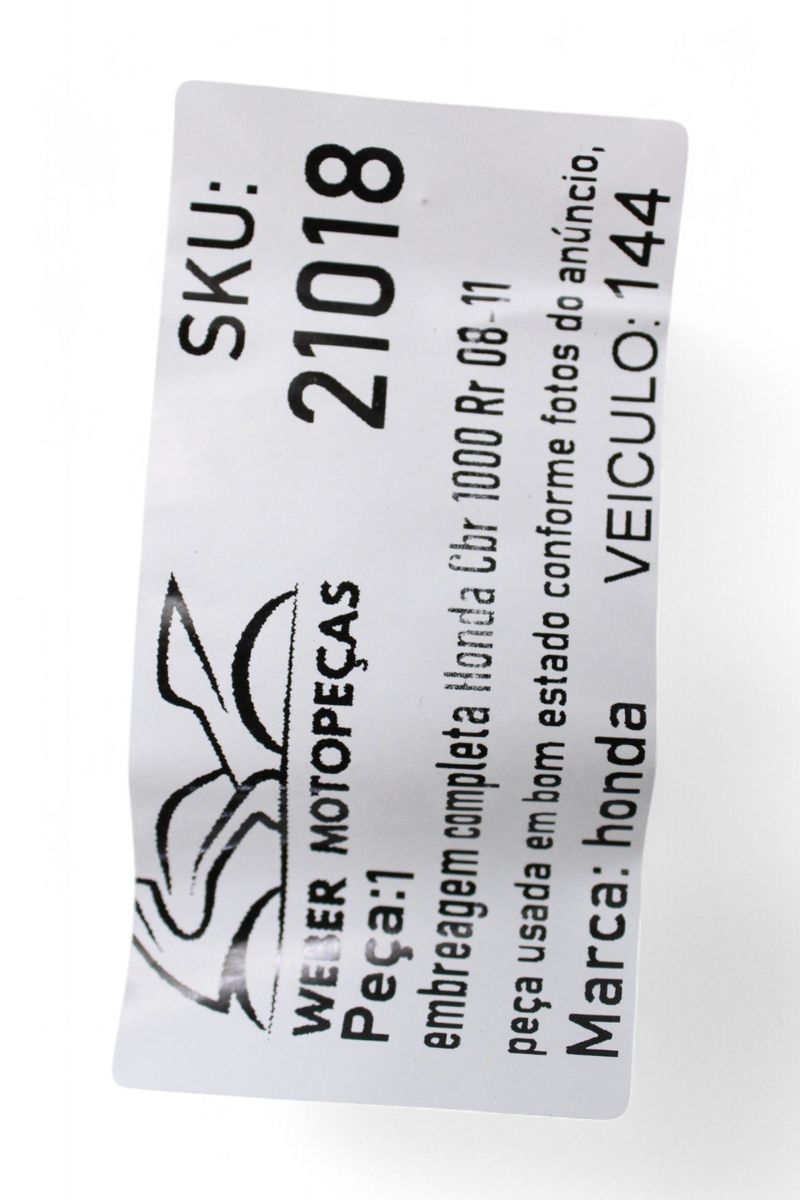 SKU:
21018
WEBER MOTOPEÇAS
Peça:1
embreagem completa Honda Cbr 1000 Rr 08-11
peça usada em bom estado conforme fotos do anúncio,
Marca: honda VEICULO: 144